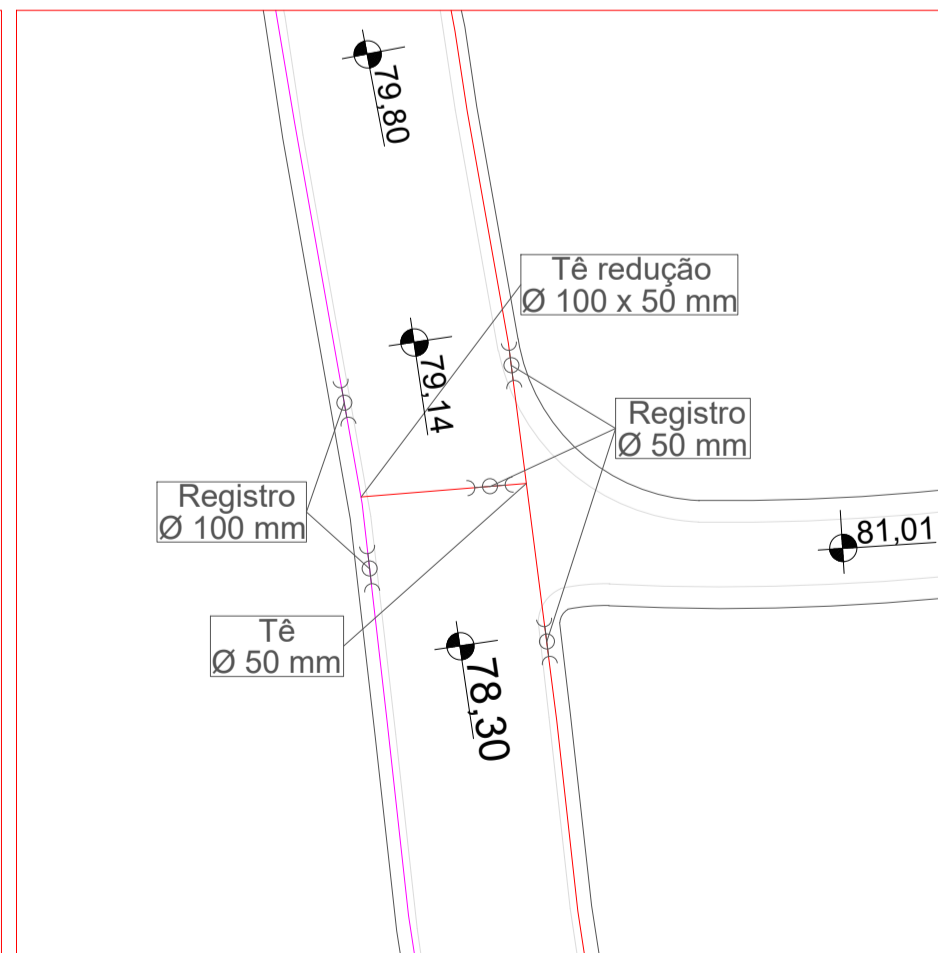 79,80
Tê redução
Ø 100 x 50 mm
79,14
Registro
Ø 50 mm
Registro
Ø 100 mm
81,01
Tê
Ø 50 mm
78,30